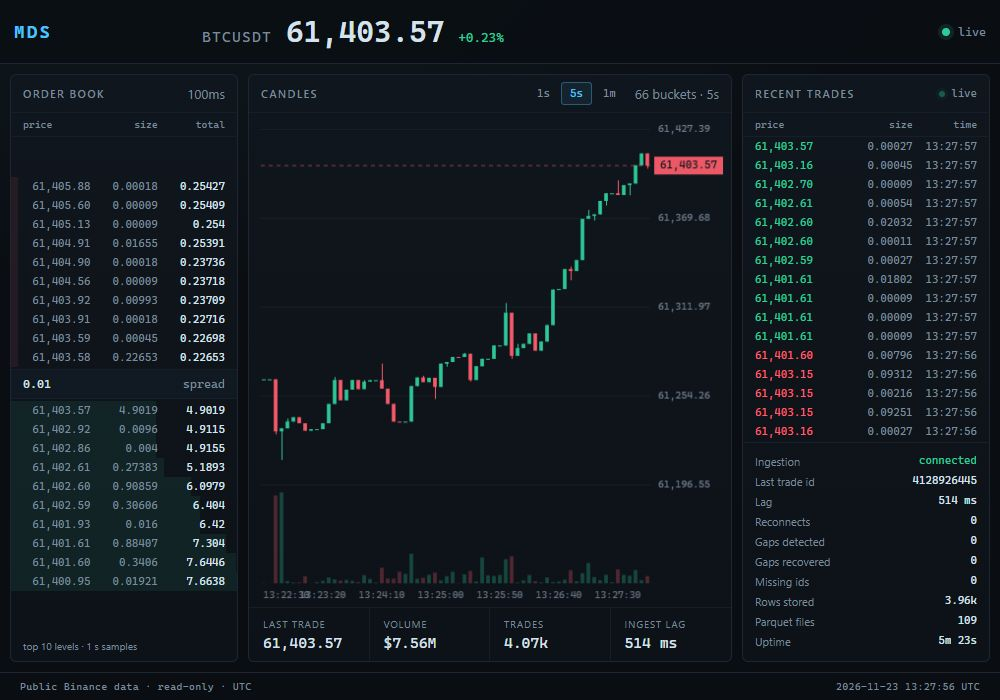 MDS
BTCUSDT 61,403.57 +0.23%
live
ORDER BOOK 100ms
price size total
61,405.88 0.00018 0.25427
61,405.60 0.00009 0.25409
61,405.13 0.00009 0.254
61,404.91 0.01655 0.25391
61,404.90 0.00018 0.23736
61,404.56 0.00009 0.23718
61,403.92 0.00993 0.23709
61,403.91 0.00018 0.22716
61,403.59 0.00045 0.22698
61,403.58 0.22653 0.22653
0.01 spread
61,403.57 4.9019 4.9019
61,402.92 0.0096 4.9115
61,402.86 0.004 4.9155
61,402.61 0.27383 5.1893
61,402.60 0.90859 6.0979
61,402.59 0.30606 6.404
61,401.93 0.016 6.42
61,401.61 0.88407 7.304
61,401.60 0.3406 7.6446
61,400.95 0.01921 7.6638
top 10 levels · 1 s samples
CANDLES 1s 5s 1m 66 buckets · 5s
61,427.39
61,403.57
61,369.68
61,311.97
61,254.26
61,196.55
13:22:30 13:23:20 13:24:10 13:25:00 13:25:50 13:26:40 13:27:30
LAST TRADE VOLUME TRADES INGEST LAG
61,403.57 $7.56M 4.07k 514 ms
RECENT TRADES live
price size time
61,403.57 0.00027 13:27:57
61,403.16 0.00045 13:27:57
61,402.70 0.00009 13:27:57
61,402.61 0.00054 13:27:57
61,402.60 0.02032 13:27:57
61,402.60 0.00011 13:27:57
61,402.59 0.00027 13:27:57
61,401.61 0.01802 13:27:57
61,401.61 0.00009 13:27:57
61,401.61 0.00009 13:27:57
61,401.61 0.00009 13:27:57
61,401.60 0.00796 13:27:56
61,403.15 0.09312 13:27:56
61,403.15 0.00216 13:27:56
61,403.15 0.09251 13:27:56
61,403.16 0.00027 13:27:56
Ingestion connected
Last trade id 4128926445
Lag 514 ms
Reconnects 0
Gaps detected 0
Gaps recovered 0
Missing ids 0
Rows stored 3.96k
Parquet files 109
Uptime 5m 23s
Public Binance data · read-only · UTC
2026-11-23 13:27:56 UTC